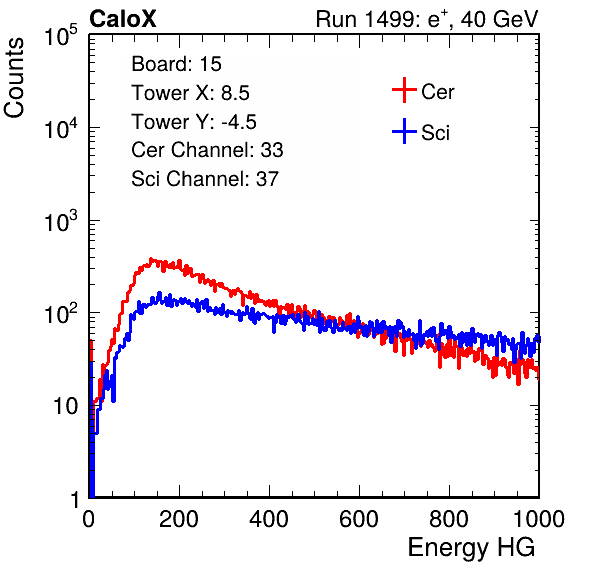 CaloX Run 1499: e⁺, 40 GeV
Counts
10⁵
10⁴
10³
10²
10
1
Board: 15
Tower X: 8.5
Tower Y: -4.5
Cer Channel: 33
Sci Channel: 37
Cer
Sci
0 200 400 600 800 1000
Energy HG